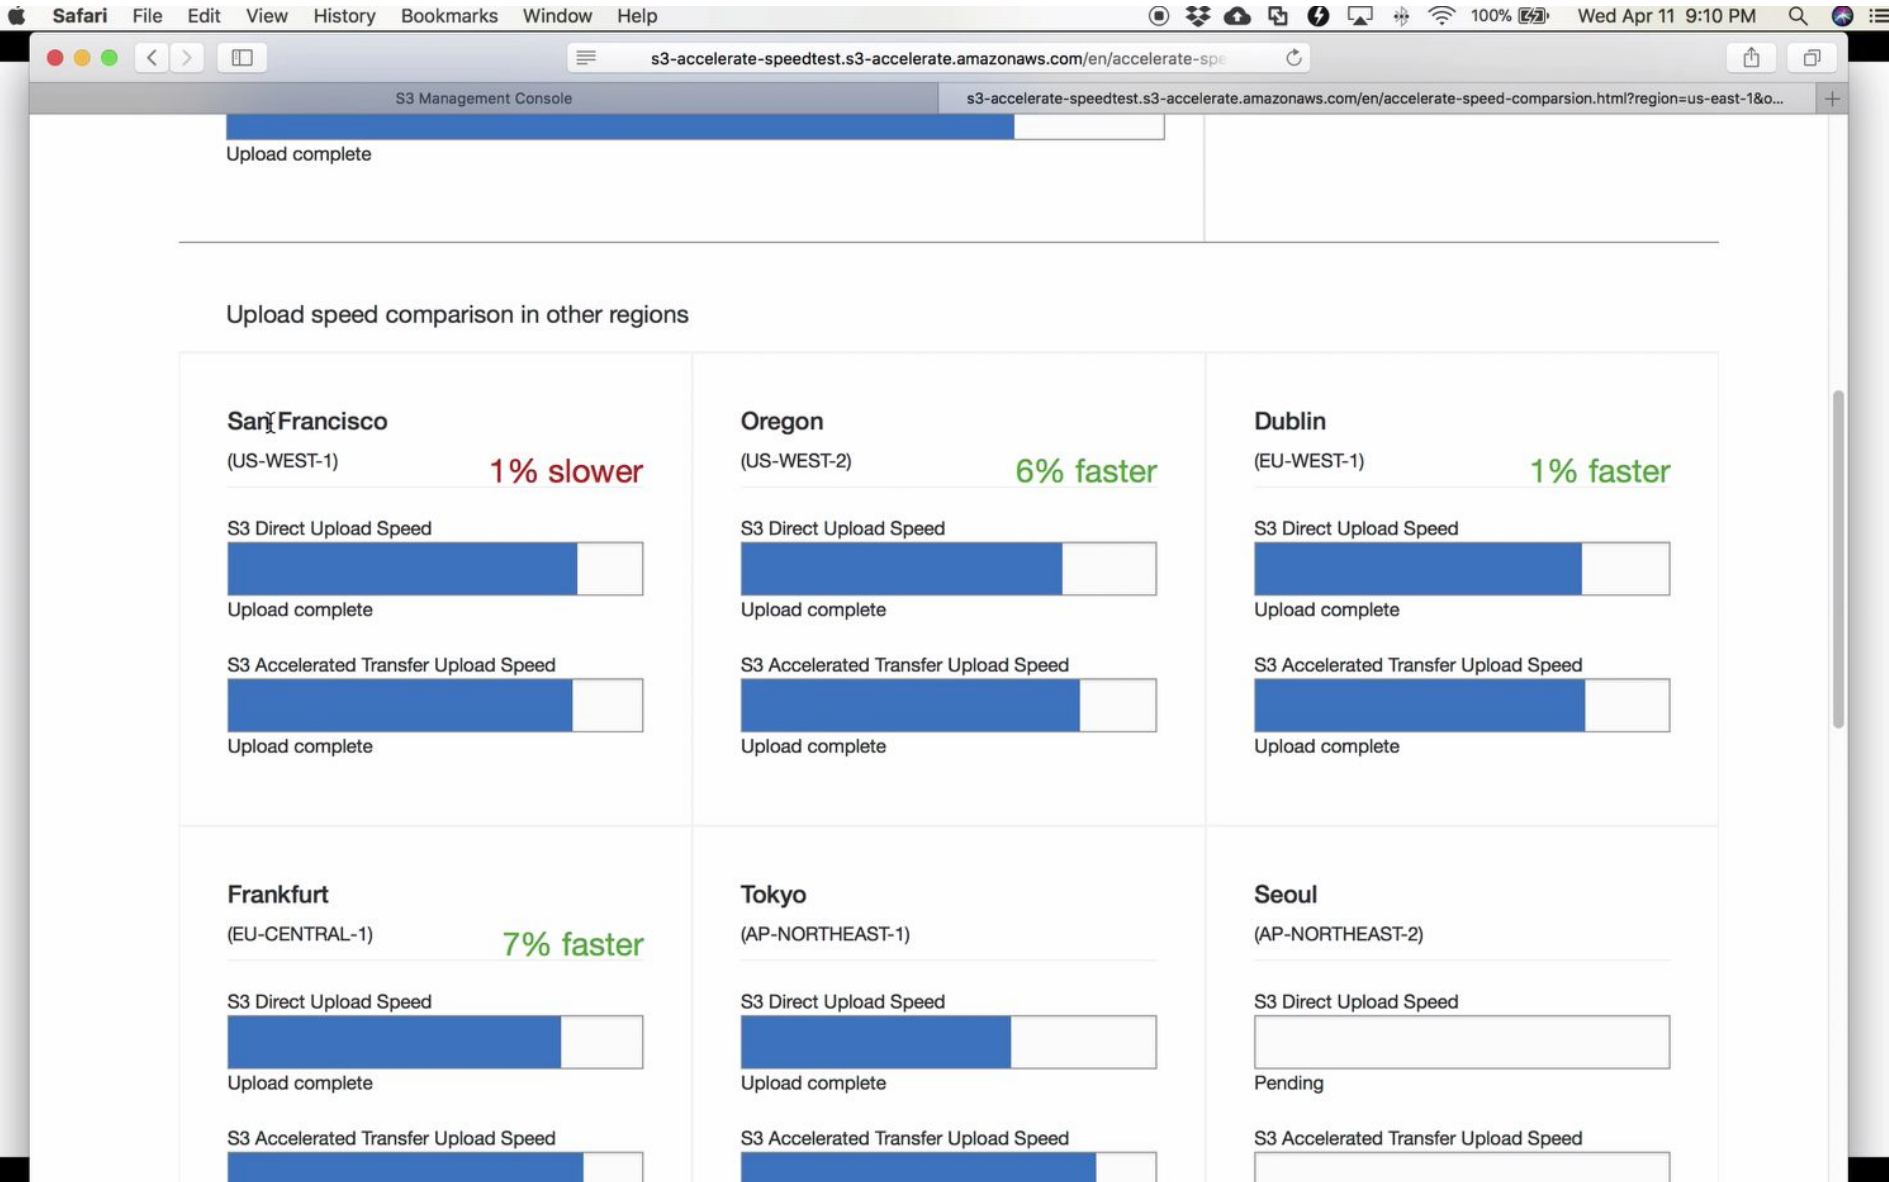 Safari File Edit View History Bookmarks Window Help 100% Wed Apr 11 9:10 PM
s3-accelerate-speedtest.s3-accelerate.amazonaws.com/en/accelerate-spe
S3 Management Console s3-accelerate-speedtest.s3-accelerate.amazonaws.com/en/accelerate-speed-comparsion.html?region=us-east-1&o...
Upload complete
Upload speed comparison in other regions
San Francisco
(US-WEST-1)
1% slower
S3 Direct Upload Speed
Upload complete
S3 Accelerated Transfer Upload Speed
Upload complete
Oregon
(US-WEST-2)
6% faster
S3 Direct Upload Speed
Upload complete
S3 Accelerated Transfer Upload Speed
Upload complete
Dublin
(EU-WEST-1)
1% faster
S3 Direct Upload Speed
Upload complete
S3 Accelerated Transfer Upload Speed
Upload complete
Frankfurt
(EU-CENTRAL-1)
7% faster
S3 Direct Upload Speed
Upload complete
S3 Accelerated Transfer Upload Speed
Tokyo
(AP-NORTHEAST-1)
S3 Direct Upload Speed
Upload complete
S3 Accelerated Transfer Upload Speed
Seoul
(AP-NORTHEAST-2)
S3 Direct Upload Speed
Pending
S3 Accelerated Transfer Upload Speed